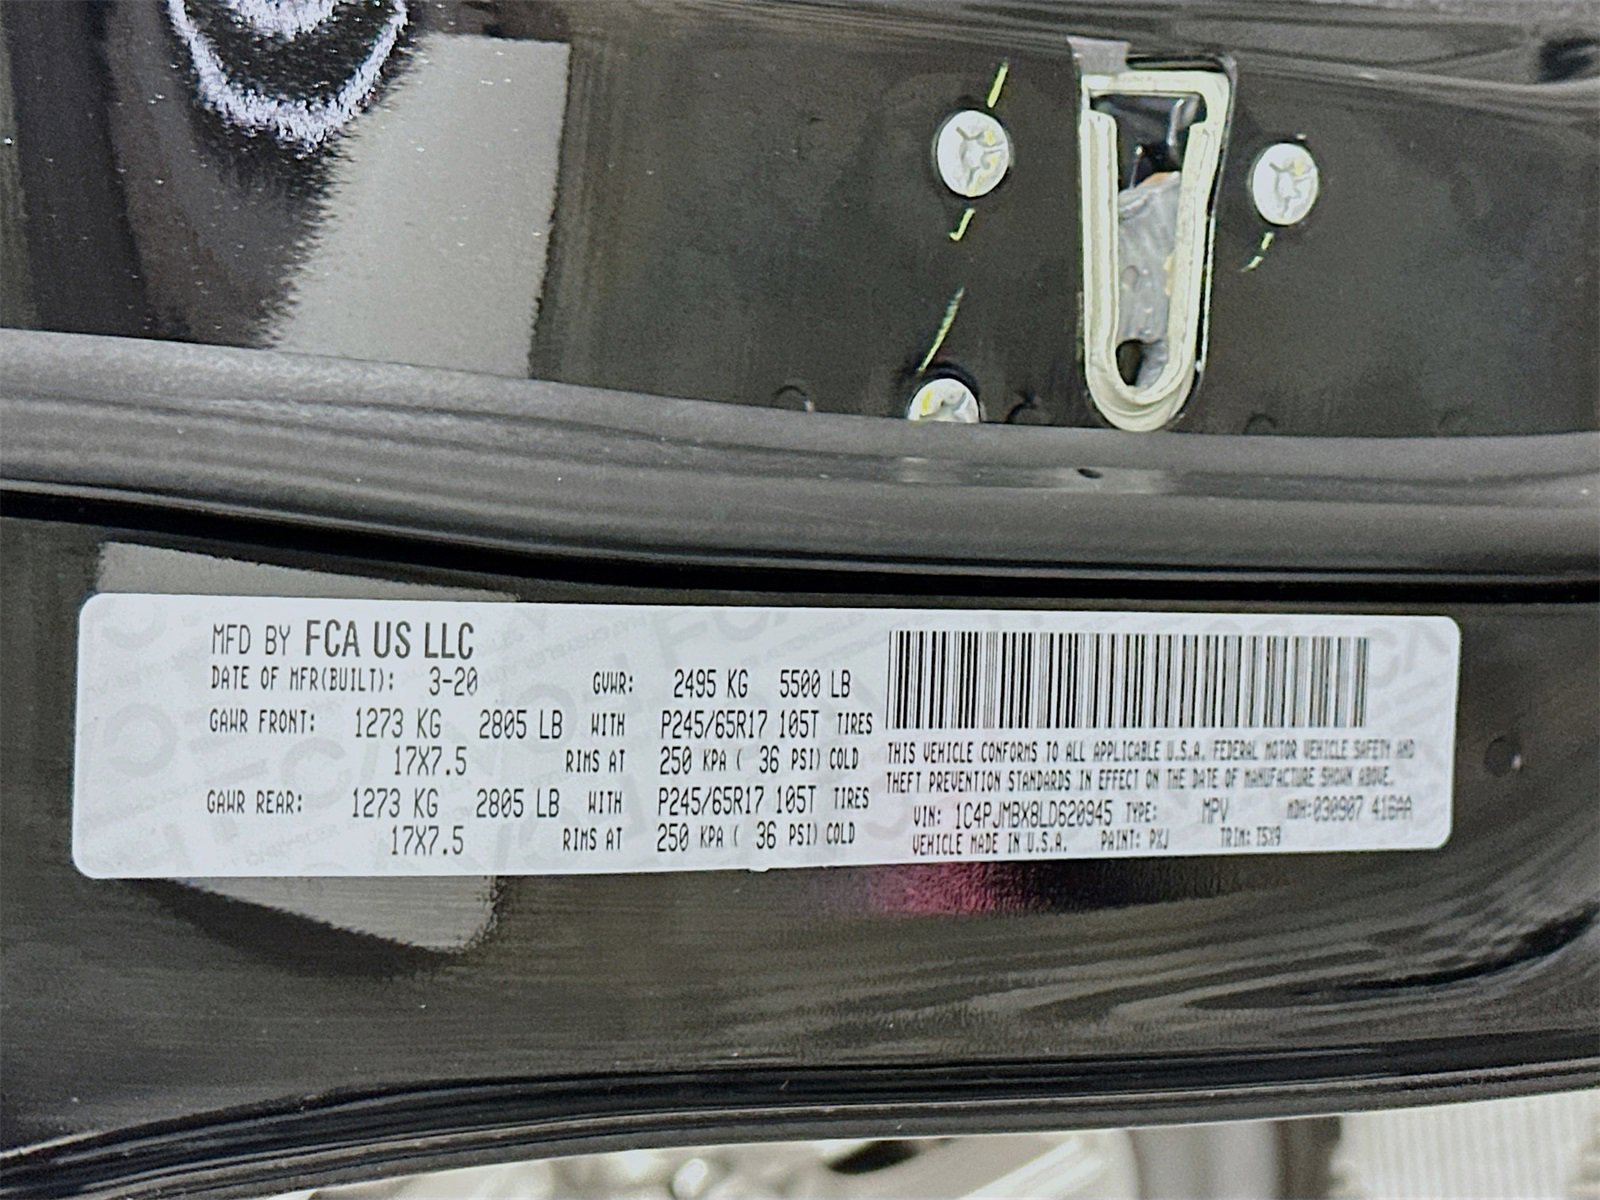 MFD BY FCA US LLC
DATE OF MFR(BUILT): 3-20 GVWR: 2495 KG 5500 LB
GAWR FRONT: 1273 KG 2805 LB WITH P245/65R17 105T TIRES
17X7.5 RIMS AT 250 KPA ( 36 PSI) COLD
GAWR REAR: 1273 KG 2805 LB WITH P245/65R17 105T TIRES
17X7.5 RIMS AT 250 KPA ( 36 PSI) COLD
THIS VEHICLE CONFORMS TO ALL APPLICABLE U.S.A. FEDERAL MOTOR VEHICLE SAFETY AND
THEFT PREVENTION STANDARDS IN EFFECT ON THE DATE OF MANUFACTURE SHOWN ABOVE.
VIN: 1C4PJMBX8LD620945 TYPE: MPV MDH:030907 416AA
VEHICLE MADE IN U.S.A. PAINT: PXJ TRIM: T5X9